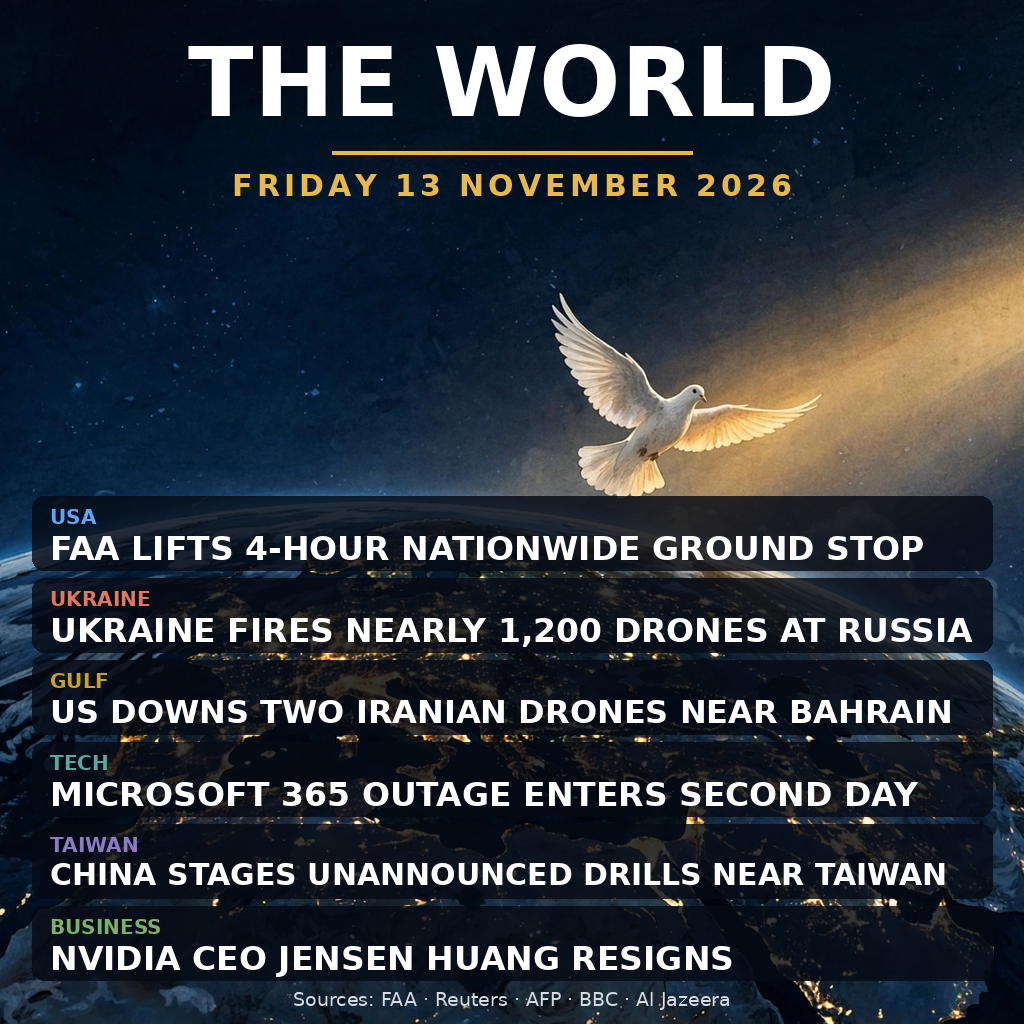 THE WORLD
FRIDAY 13 NOVEMBER 2026
USA
FAA LIFTS 4-HOUR NATIONWIDE GROUND STOP
UKRAINE
UKRAINE FIRES NEARLY 1,200 DRONES AT RUSSIA
GULF
US DOWNS TWO IRANIAN DRONES NEAR BAHRAIN
TECH
MICROSOFT 365 OUTAGE ENTERS SECOND DAY
TAIWAN
CHINA STAGES UNANNOUNCED DRILLS NEAR TAIWAN
BUSINESS
NVIDIA CEO JENSEN HUANG RESIGNS
Sources: FAA · Reuters · AFP · BBC · Al Jazeera